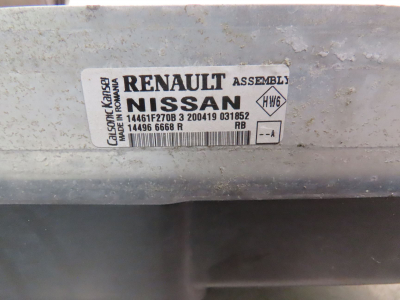 Calsonic Kansei
MADE IN ROMANIA
RENAULT ASSEMBLY
NISSAN
HW6
14461F270B 3 200419 031852
14496 6668 R RB
--A